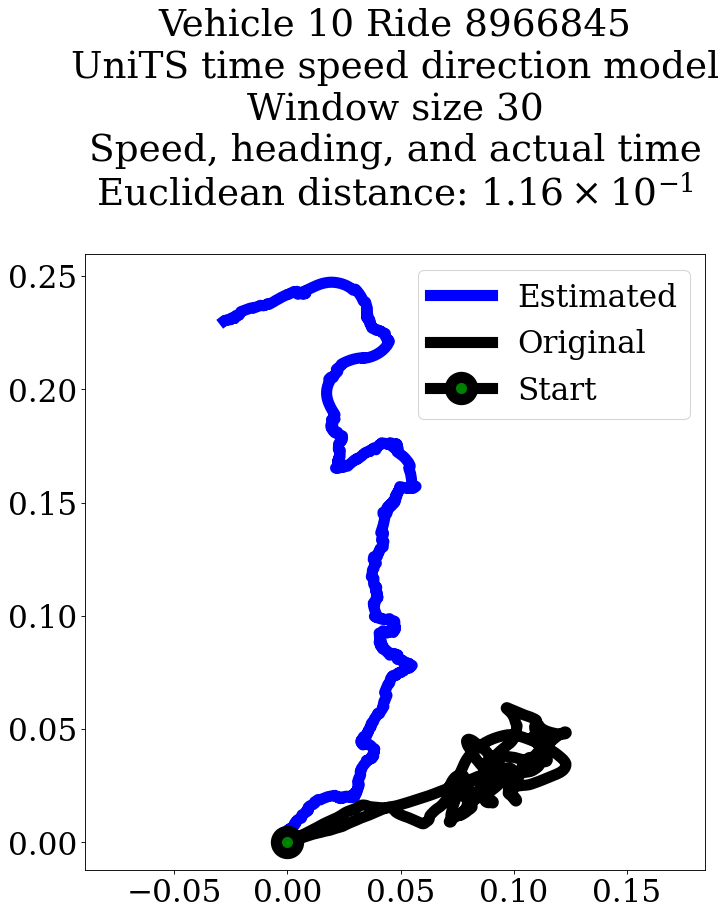 Vehicle 10 Ride 8966845
UniTS time speed direction model
Window size 30
Speed, heading, and actual time
Euclidean distance: 1.16 × 10⁻¹
Estimated
Original
Start
0.25
0.20
0.15
0.10
0.05
0.00
−0.05 0.00 0.05 0.10 0.15